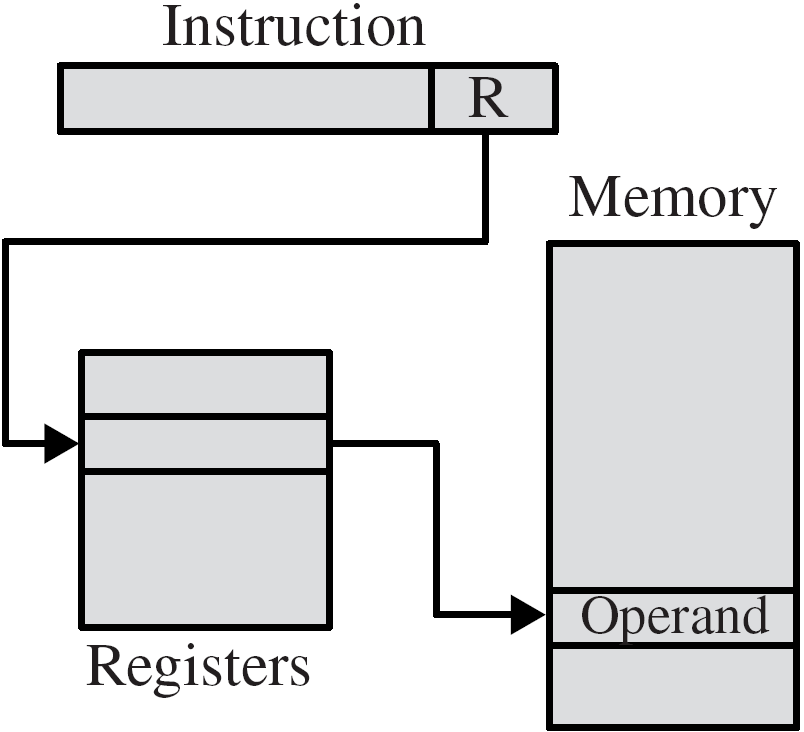 Instruction
R
Memory
Operand
Registers